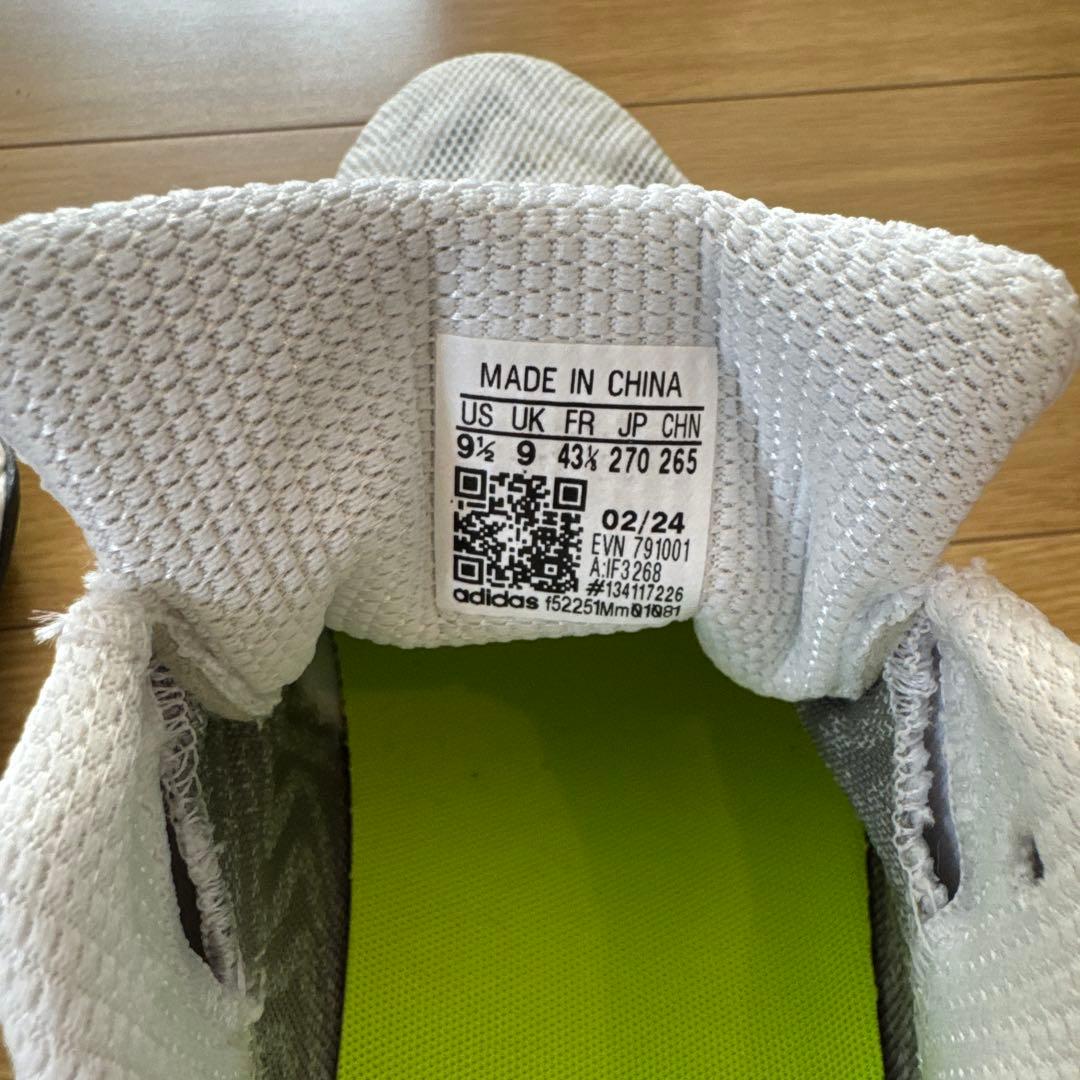 MADE IN CHINA
US UK FR JP CHN
9½ 9 43⅓ 270 265
02/24
EVN 791001
A:IF3268
#134117226
adidas f52251Mm01081